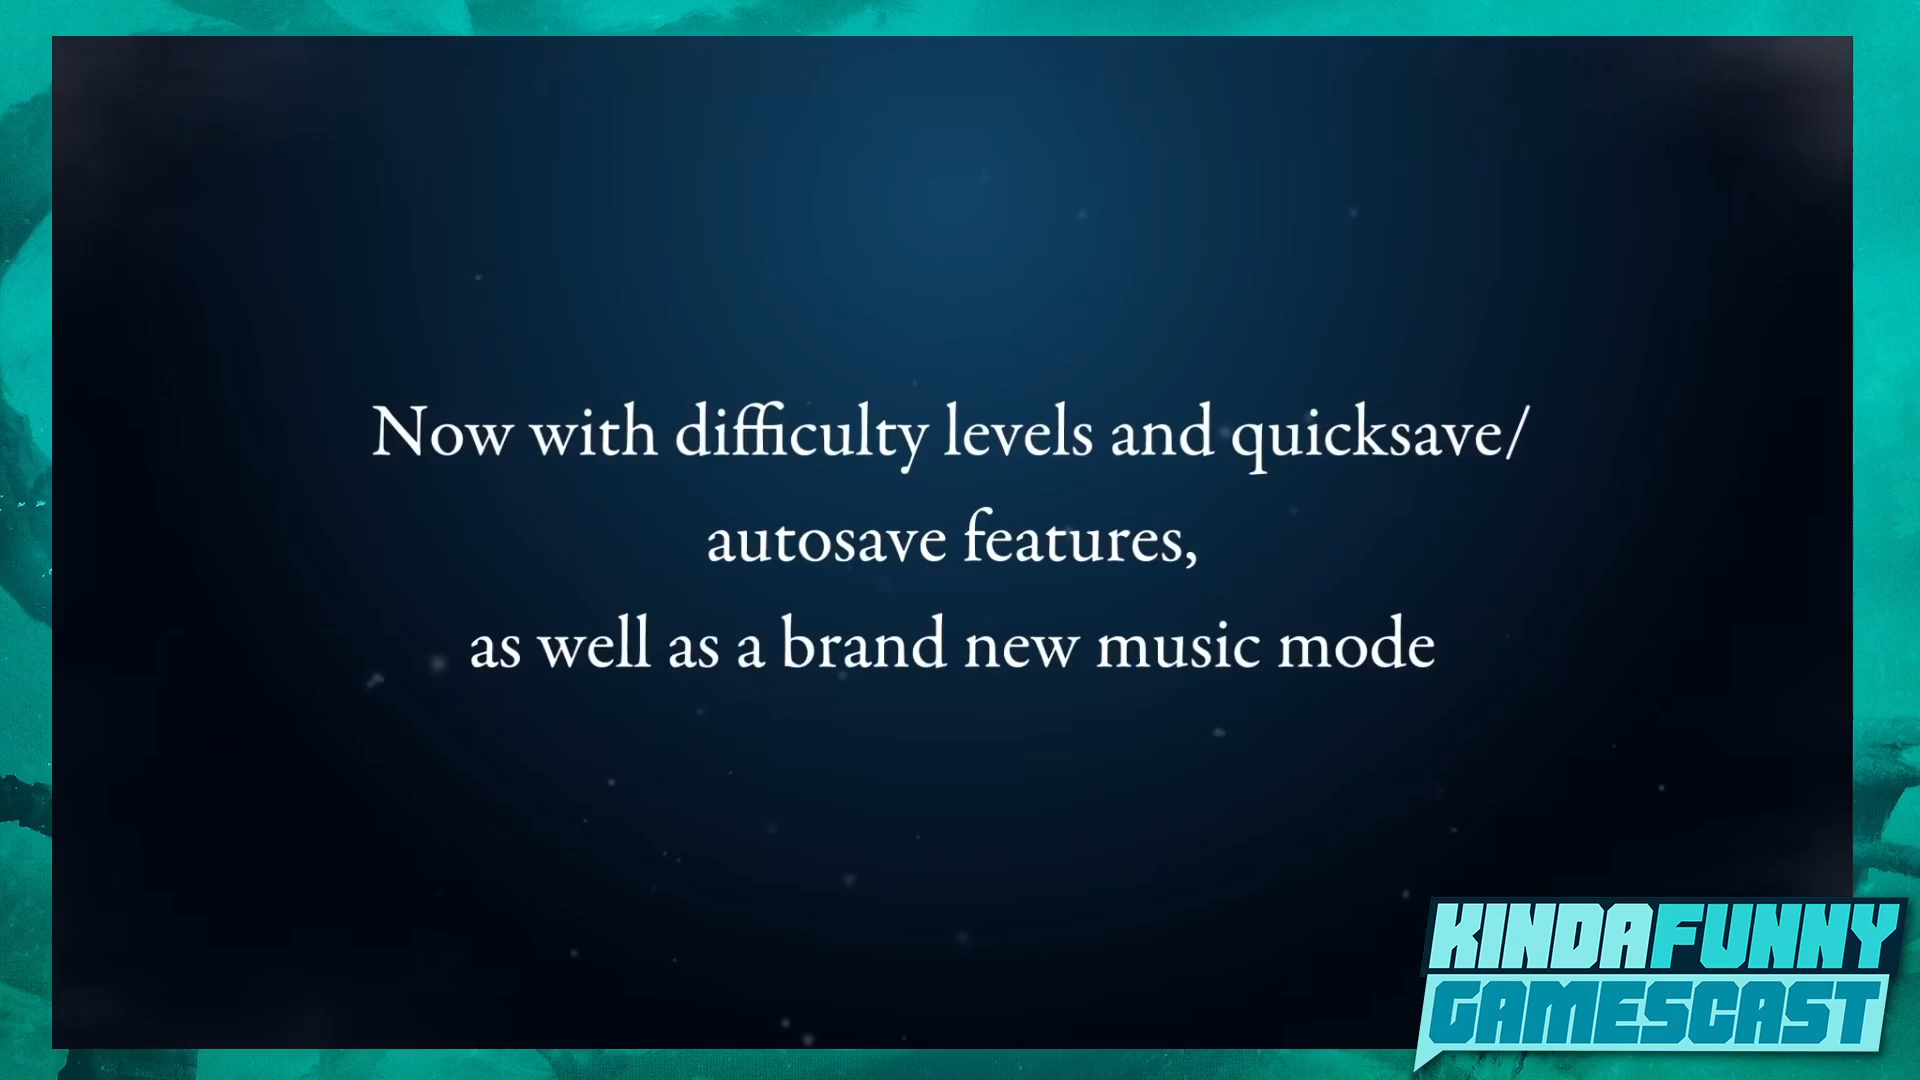 Now with difficulty levels and quicksave/
autosave features,
as well as a brand new music mode
KINDAFUNNY
GAMESCAST